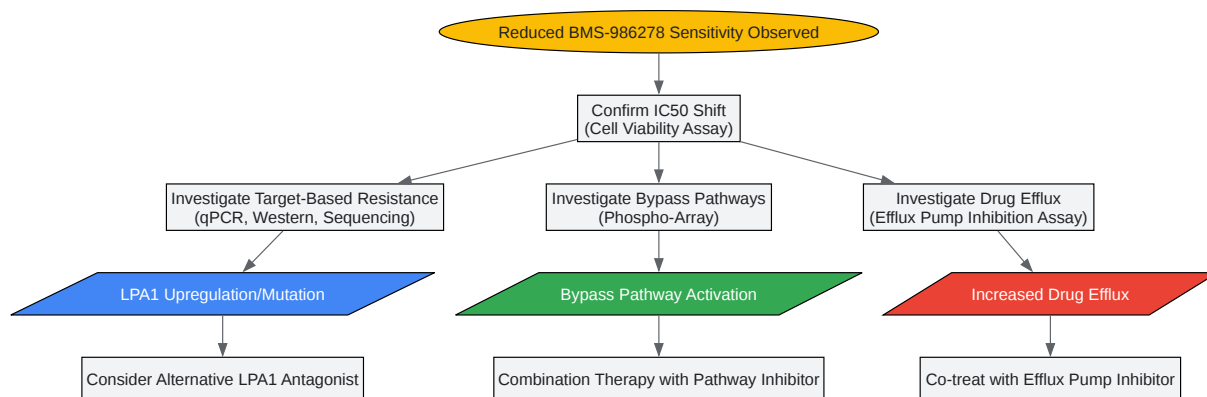 Reduced BMS-986278 Sensitivity Observed
Confirm IC50 Shift
(Cell Viability Assay)
Investigate Target-Based Resistance
(qPCR, Western, Sequencing)
Investigate Bypass Pathways
(Phospho-Array)
Investigate Drug Efflux
(Efflux Pump Inhibition Assay)
LPA1 Upregulation/Mutation
Bypass Pathway Activation
Increased Drug Efflux
Consider Alternative LPA1 Antagonist
Combination Therapy with Pathway Inhibitor
Co-treat with Efflux Pump Inhibitor